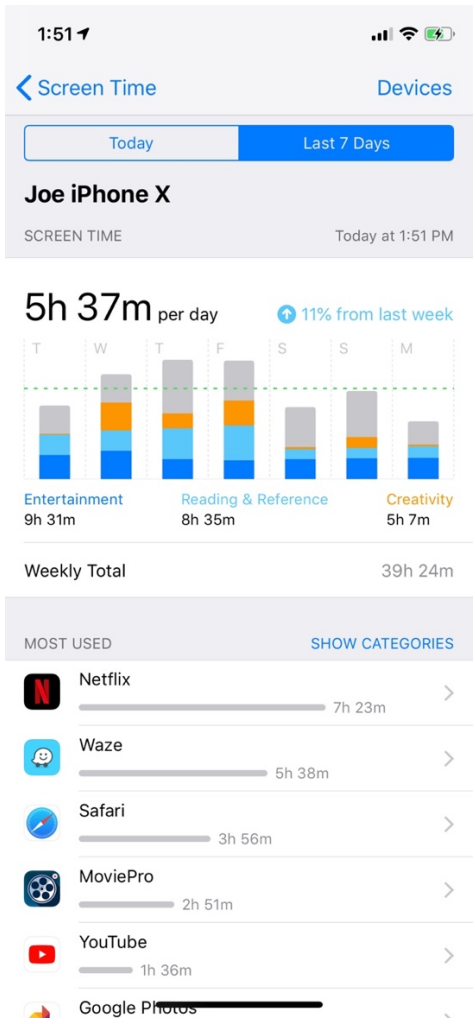 1:51
Screen Time Devices
Today Last 7 Days
Joe iPhone X
SCREEN TIME Today at 1:51 PM
5h 37m per day 11% from last week
T W T F S S M
Entertainment Reading & Reference Creativity
9h 31m 8h 35m 5h 7m
Weekly Total 39h 24m
MOST USED SHOW CATEGORIES
Netflix
7h 23m
Waze
5h 38m
Safari
3h 56m
MoviePro
2h 51m
YouTube
1h 36m
Google Photos